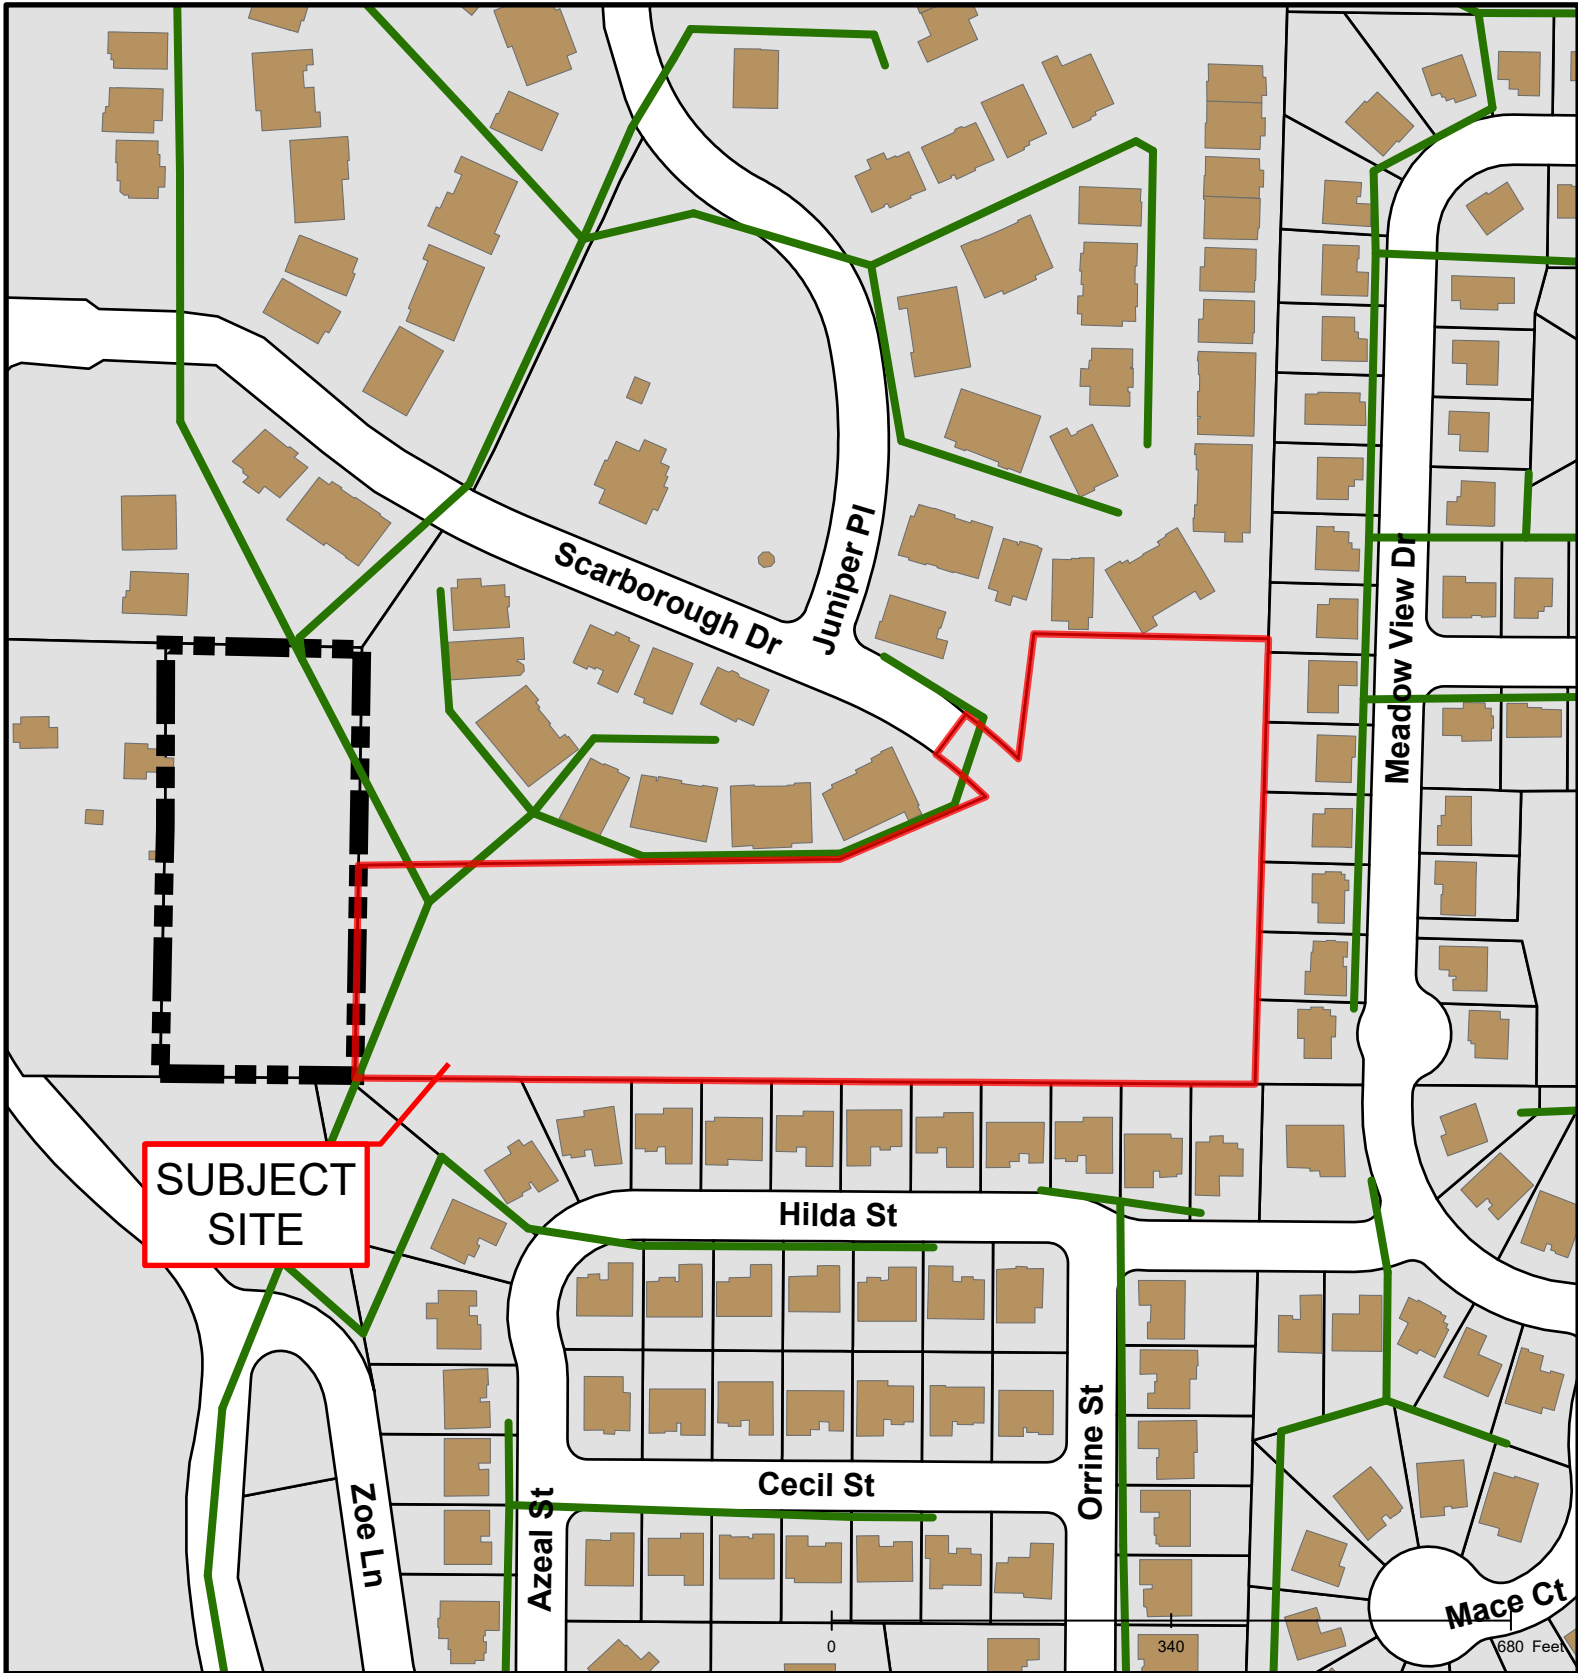 Scarborough Dr
Juniper Pl
Meadow View Dr
SUBJECT
SITE
Hilda St
Orrine St
Cecil St
Azeal St
Zoe Ln
Mace Ct
0 340 680 Feet